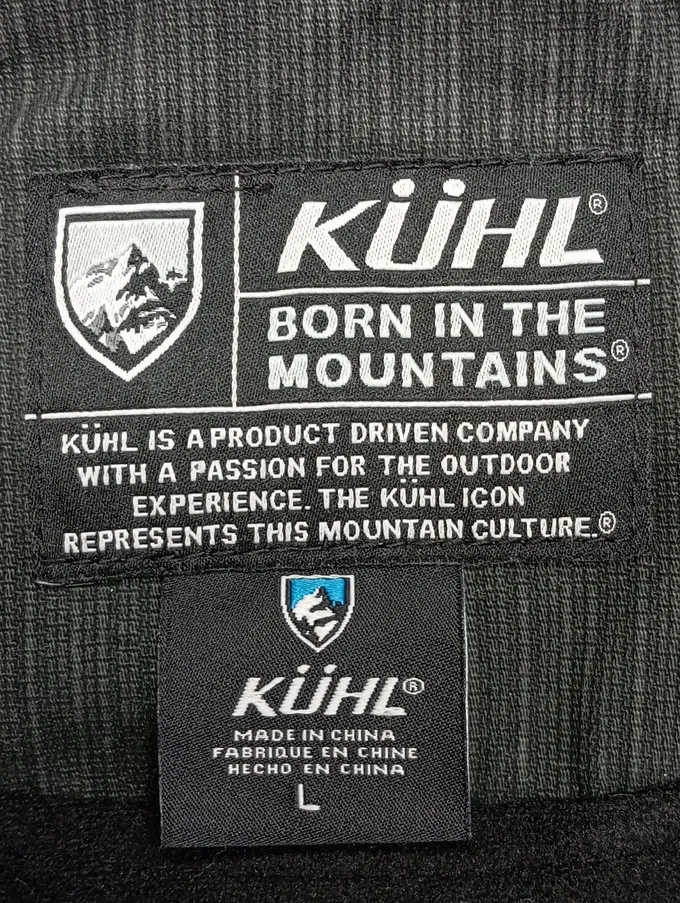 KÜHL®
BORN IN THE
MOUNTAINS®
KÜHL IS A PRODUCT DRIVEN COMPANY
WITH A PASSION FOR THE OUTDOOR
EXPERIENCE. THE KÜHL ICON
REPRESENTS THIS MOUNTAIN CULTURE.®
KÜHL®
MADE IN CHINA
FABRIQUE EN CHINE
HECHO EN CHINA
L